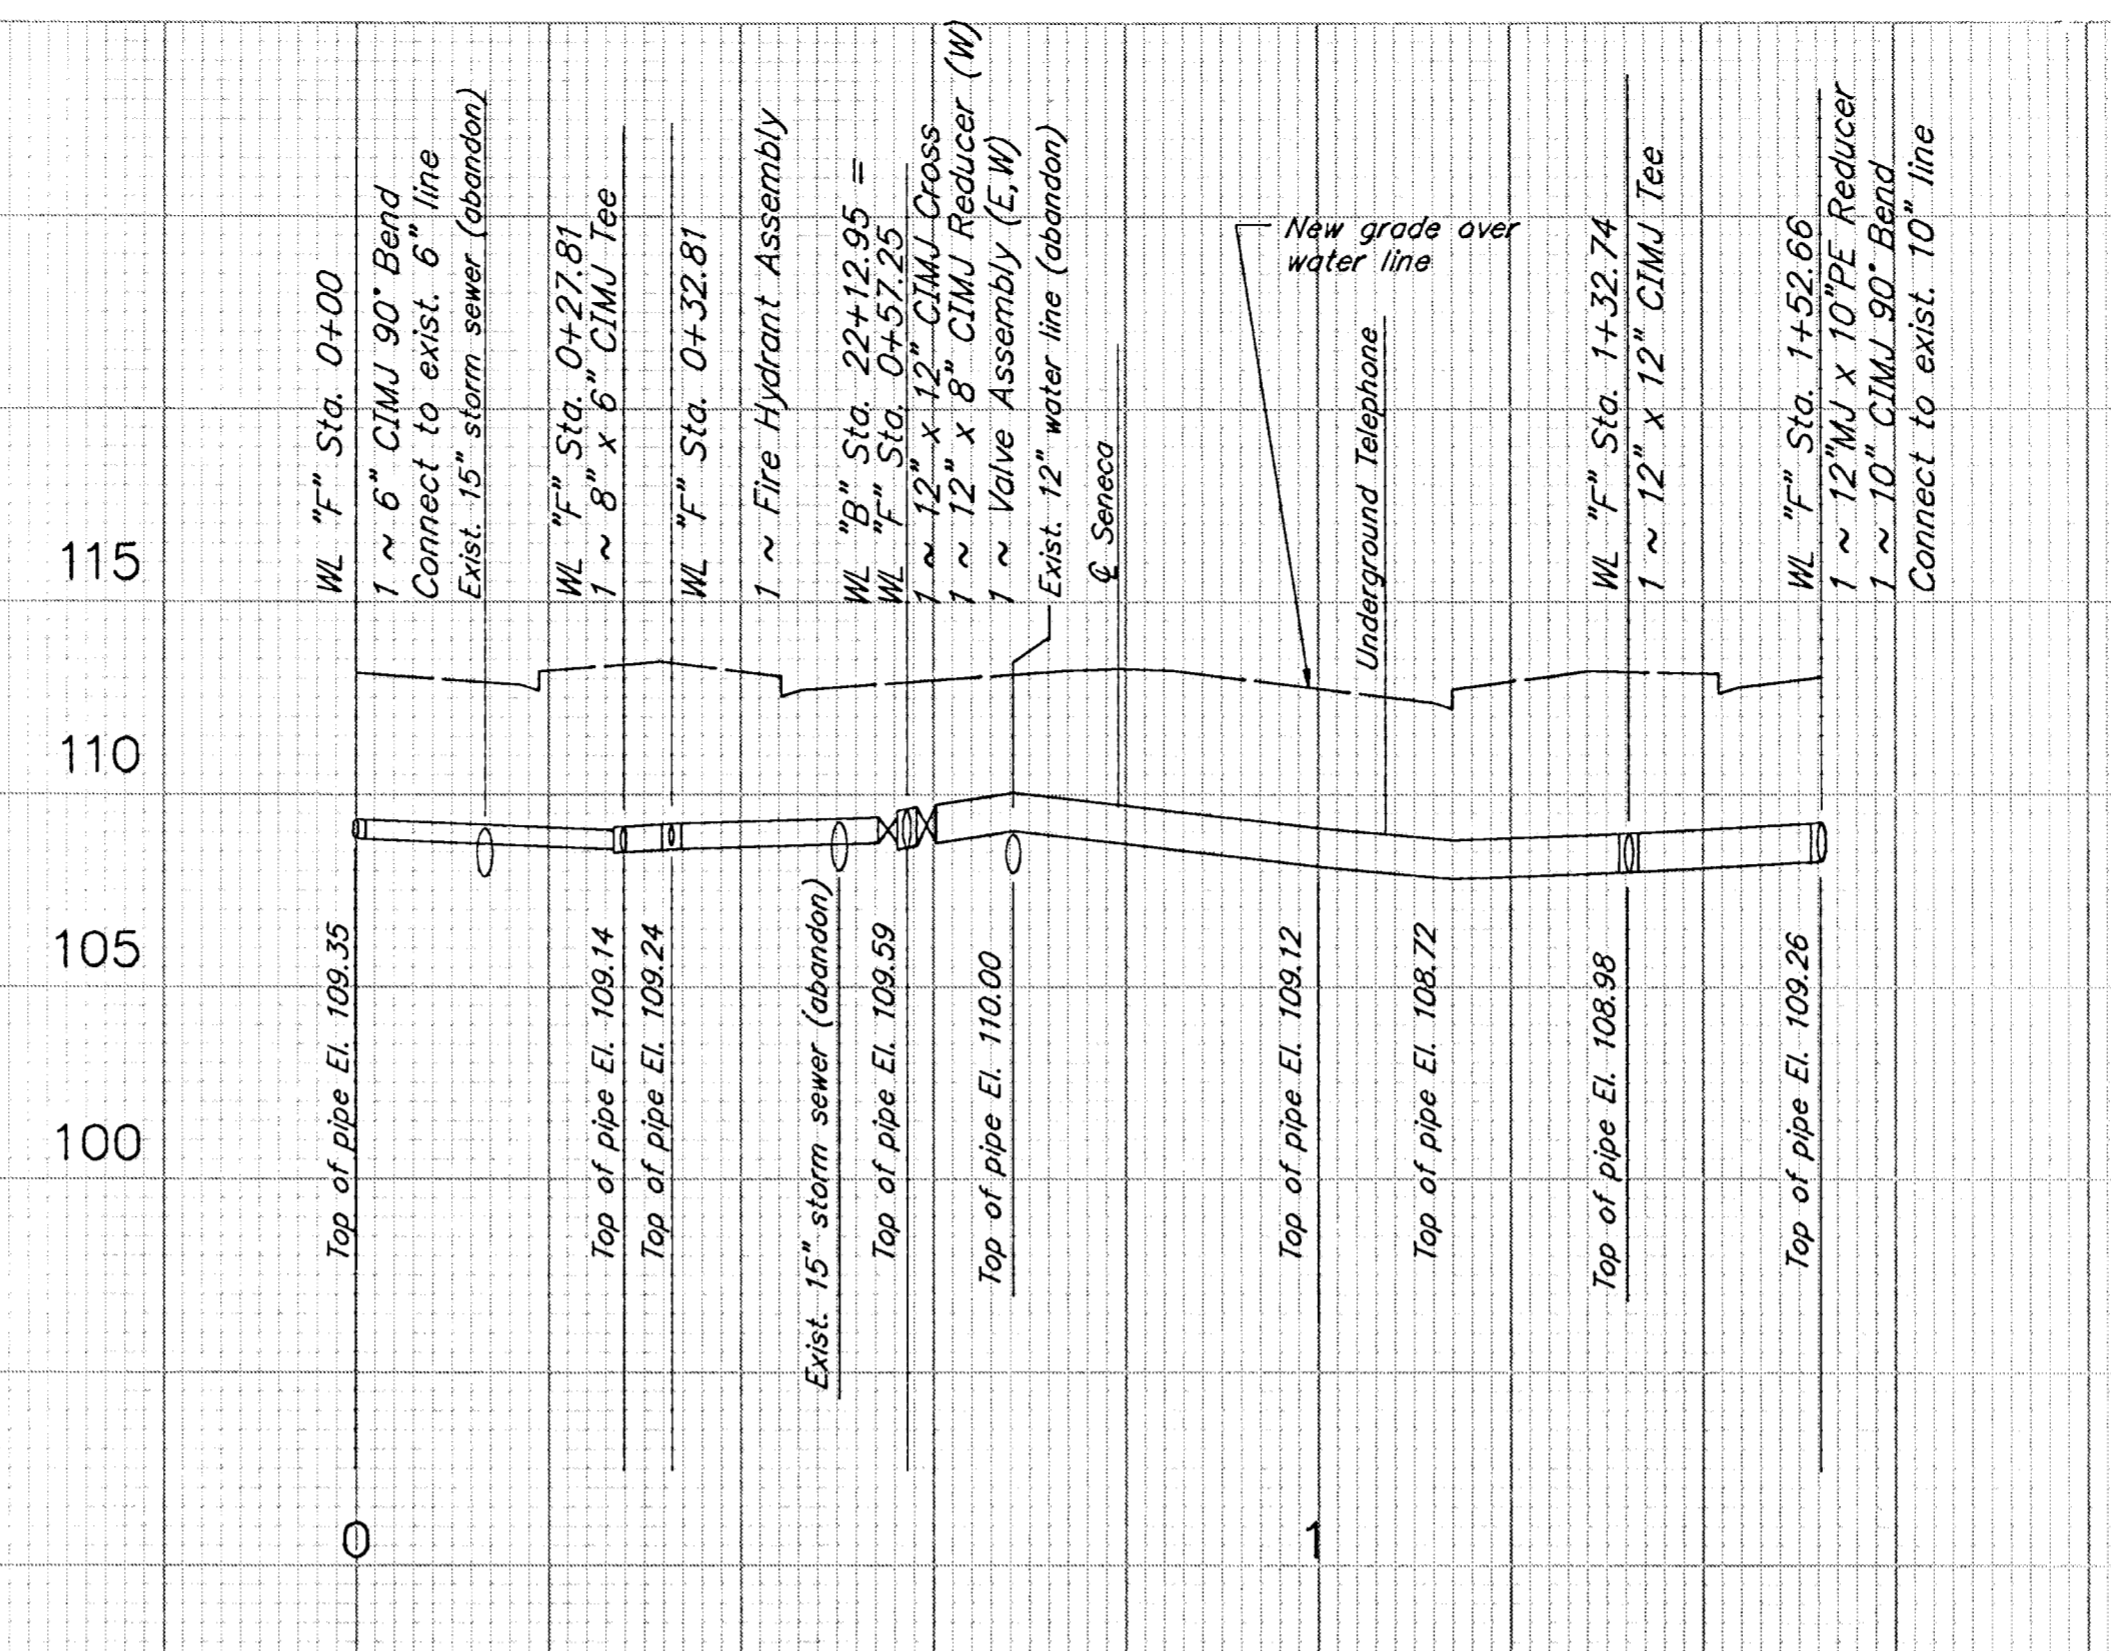 WL "F" Sta. 0+00
1 ~ 6" CIMJ 90° Bend
Connect to exist. 6" line
Exist. 15" storm sewer (abandon)
WL "F" Sta. 0+27.81
1 ~ 8" x 6" CIMJ Tee
WL "F" Sta. 0+32.81
1 ~ Fire Hydrant Assembly
WL "B" Sta. 22+12.95 =
WL "F" Sta. 0+57.25
1 ~ 12" x 12" CIMJ Cross
1 ~ 12" x 8" CIMJ Reducer (W)
1 ~ Valve Assembly (E,W)
Exist. 12" water line (abandon)
℄ Seneca
New grade over
water line
Underground Telephone
WL "F" Sta. 1+32.74
1 ~ 12" x 12" CIMJ Tee
WL "F" Sta. 1+52.66
1 ~ 12"MJ x 10"PE Reducer
1 ~ 10" CIMJ 90° Bend
Connect to exist. 10" line
115
110
105
100
Top of pipe El. 109.35
Top of pipe El. 109.14
Top of pipe El. 109.24
Exist. 15" storm sewer (abandon)
Top of pipe El. 109.59
Top of pipe El. 110.00
Top of pipe El. 109.12
Top of pipe El. 108.72
Top of pipe El. 108.98
Top of pipe El. 109.26
0
1